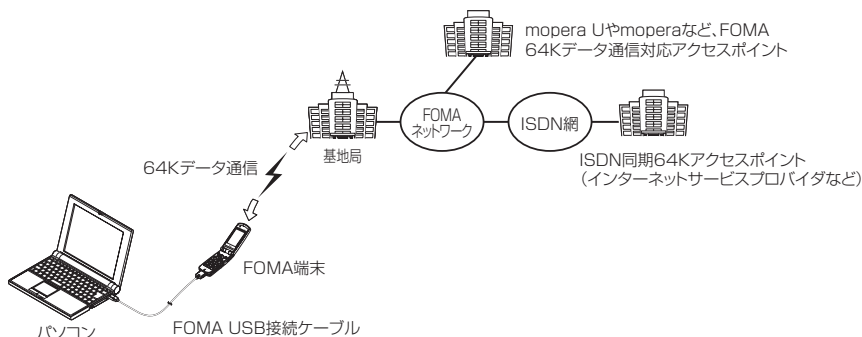 mopera Uやmoperaなど、FOMA
64Kデータ通信対応アクセスポイント
FOMA
ネットワーク
ISDN網
基地局
ISDN同期64Kアクセスポイント
（インターネットサービスプロバイダなど）
64Kデータ通信
FOMA端末
FOMA USB接続ケーブル
パソコン